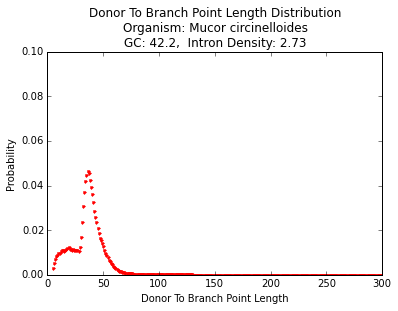 Donor To Branch Point Length Distribution
Organism: Mucor circinelloides
GC: 42.2,  Intron Density: 2.73
0.10
0.08
0.06
0.04
0.02
0.00
Probability
0 50 100 150 200 250 300
Donor To Branch Point Length